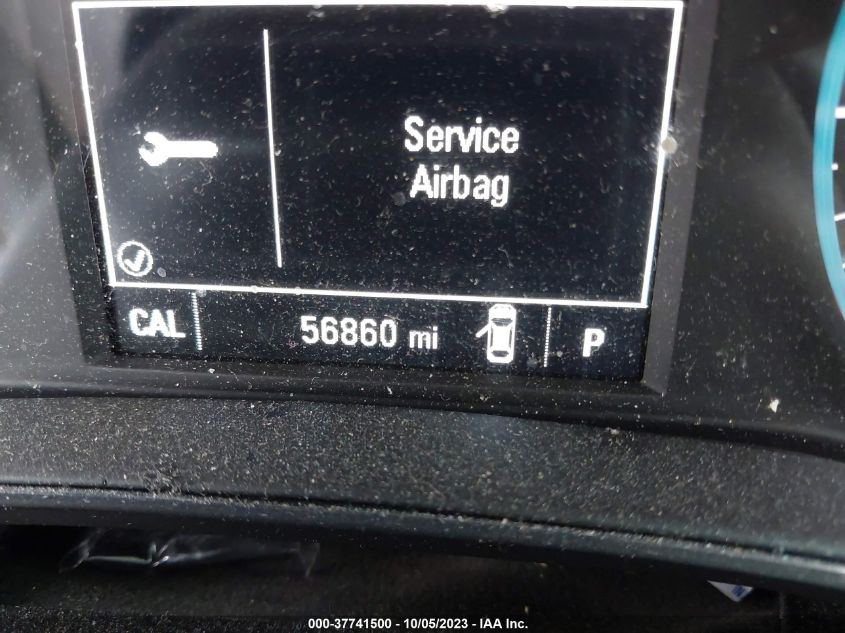 Service
Airbag
CAL 56860 mi P
000-37741500 - 10/05/2023 - IAA Inc.